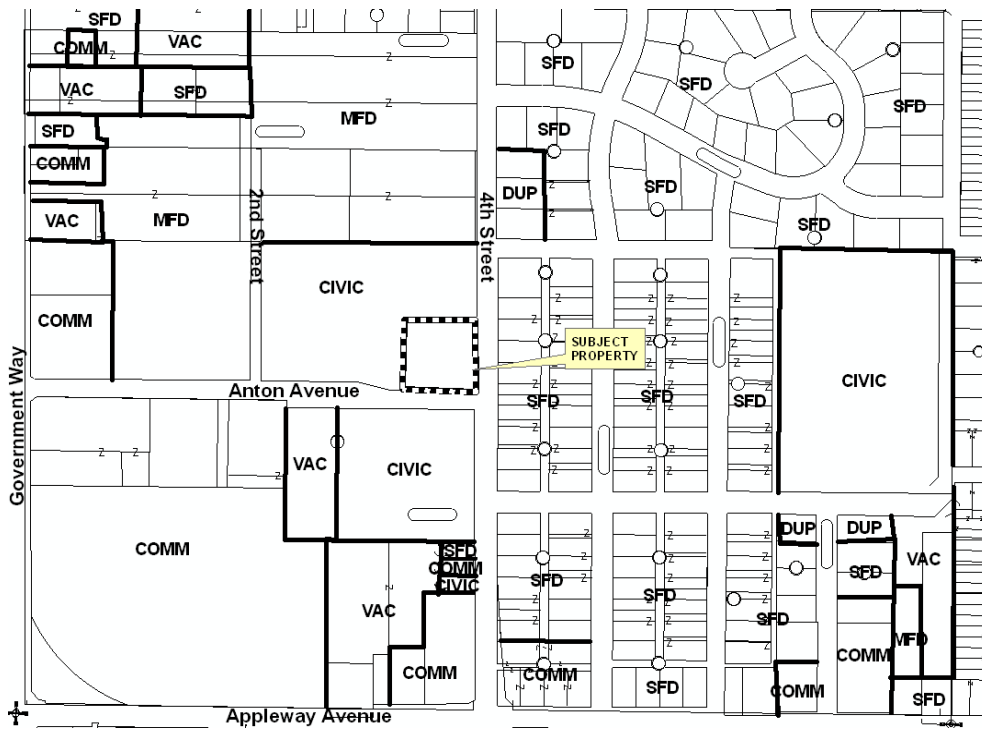 SFD
COMM
VAC
SFD
SFD
VAC
SFD
SFD
MFD
SFD
SFD
COMM
SFD
DUP
VAC
MFD
2nd Street
4th Street
SFD
CIVIC
COMM
SUBJECT
PROPERTY
CIVIC
Government Way
Anton Avenue
SFD
SFD
SFD
VAC
CIVIC
DUP
DUP
COMM
SFD
COMM
CIVIC
VAC
SFD
SFD
SFD
VAC
SFD
MFD
COMM
COMM
COMM
SFD
COMM
SFD
Appleway Avenue